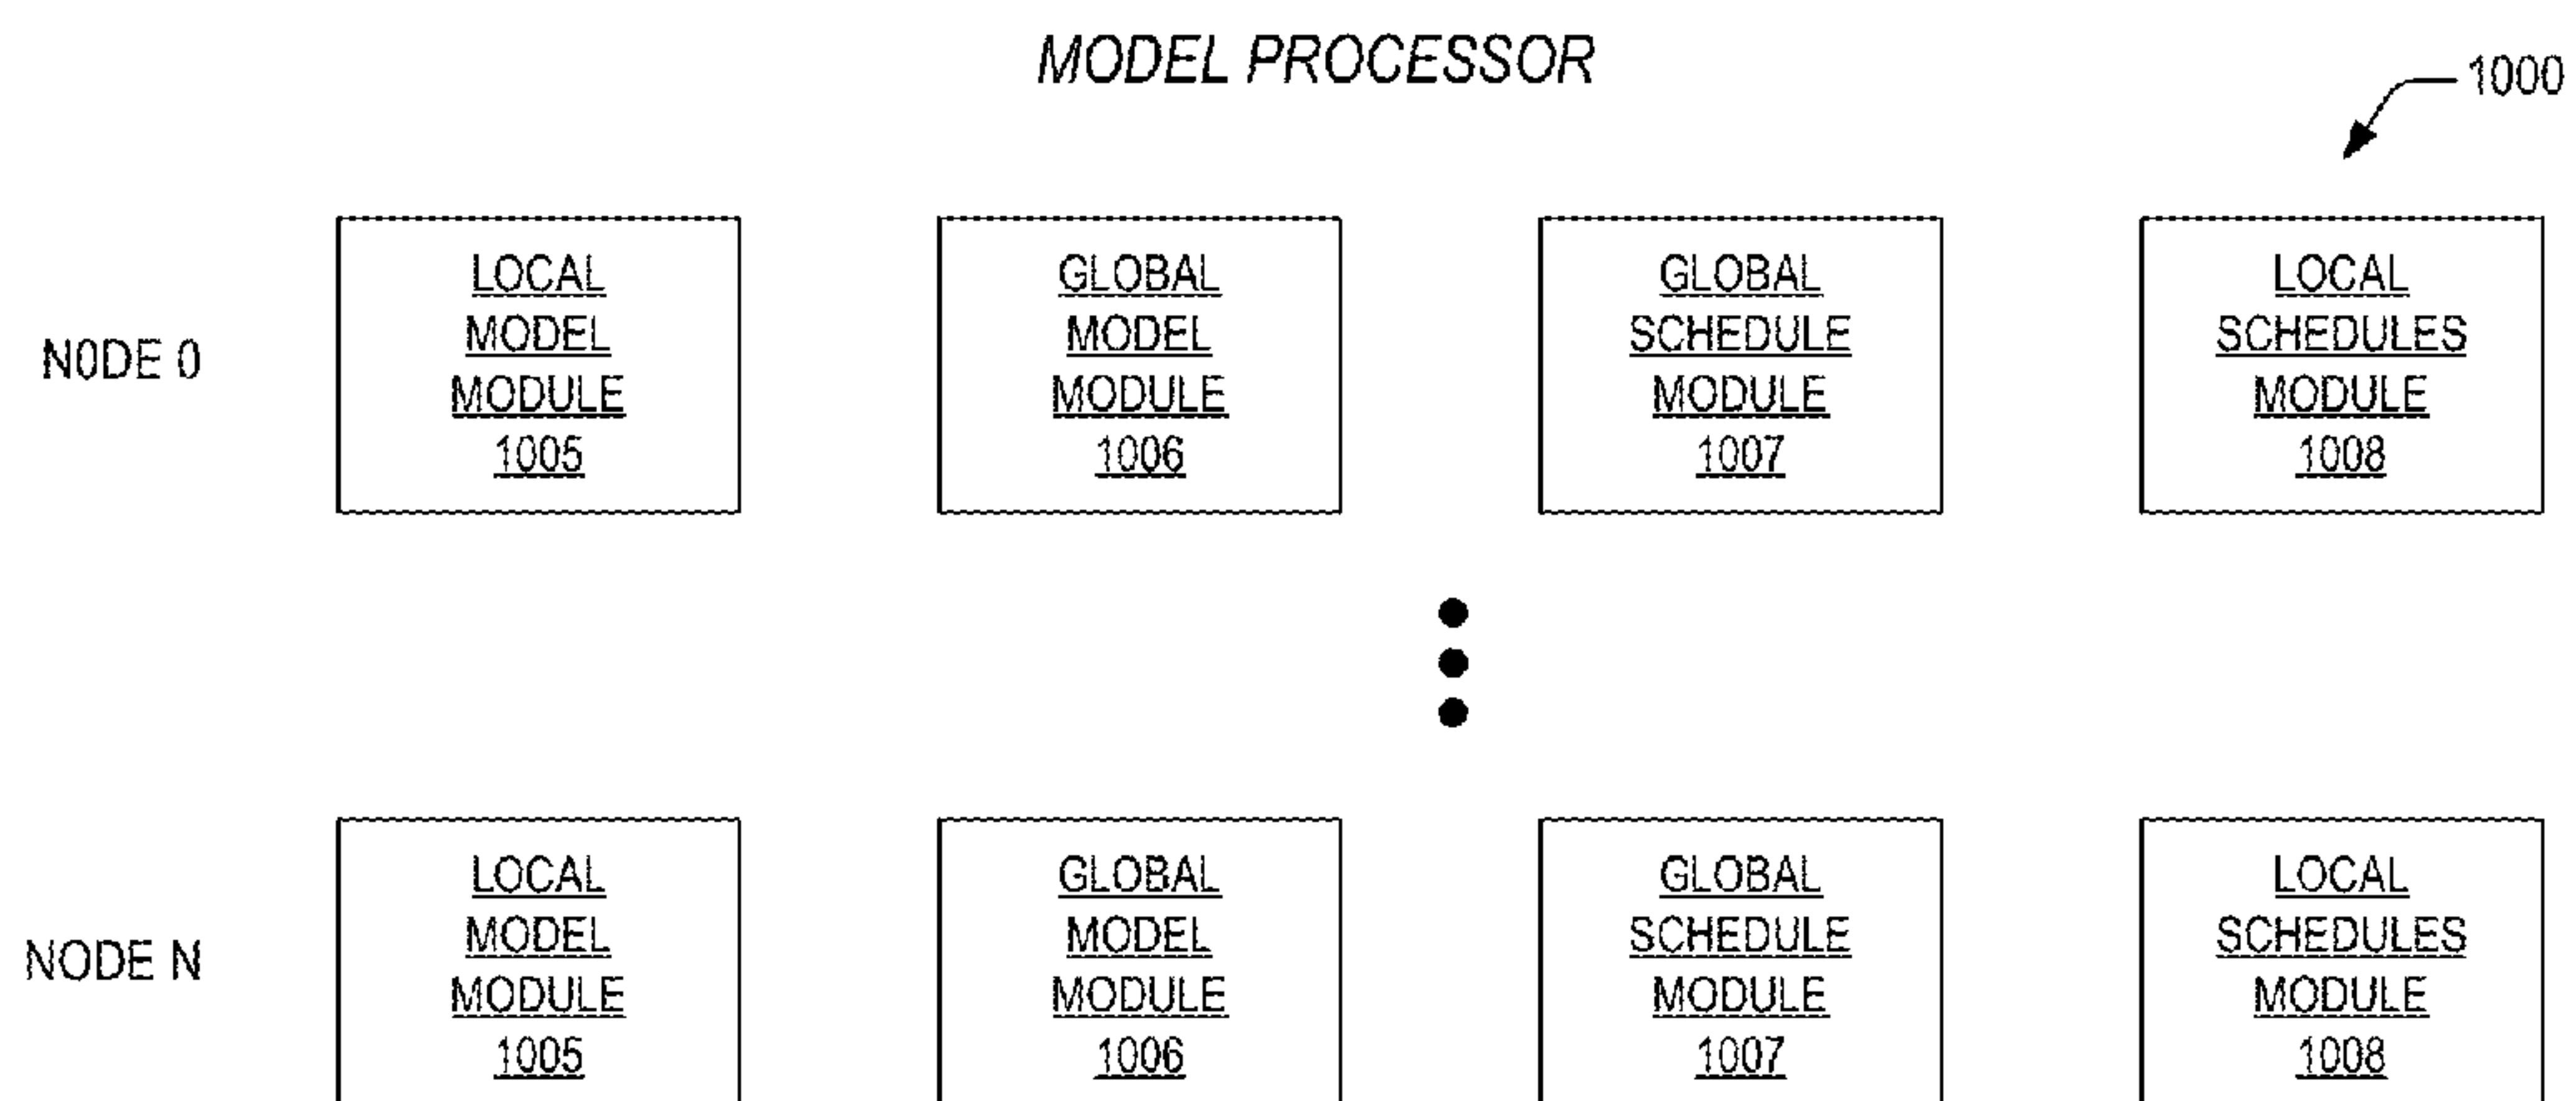 MODEL PROCESSOR
1000
NODE 0
LOCAL
MODEL
MODULE
1005
GLOBAL
MODEL
MODULE
1006
GLOBAL
SCHEDULE
MODULE
1007
LOCAL
SCHEDULES
MODULE
1008
NODE N
LOCAL
MODEL
MODULE
1005
GLOBAL
MODEL
MODULE
1006
GLOBAL
SCHEDULE
MODULE
1007
LOCAL
SCHEDULES
MODULE
1008